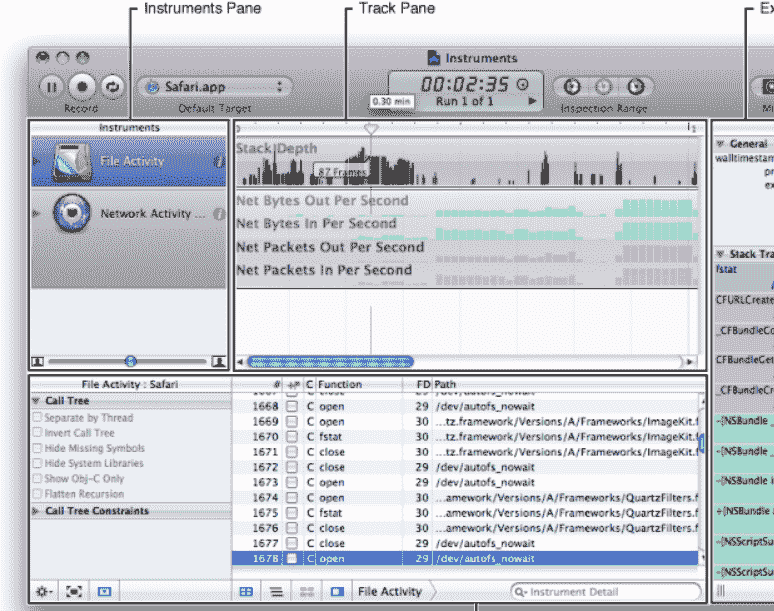 Instruments Pane
Track Pane
Ex
Instruments
Safari.app
00:02:35
0.30 min
Run 1 of 1
Record
Default Target
Inspection Range
Instruments
File Activity
Network Activity ...
Stack Depth
87 Frames
Net Bytes Out Per Second
Net Bytes In Per Second
Net Packets Out Per Second
Net Packets In Per Second
General
walltimestam
pr
ex
Stack Tra
fstat
CFURLCreate
_CFBundleCo
CFBundleGet
_CFBundleCr
-[NSBundle _
-[NSBundle _
-[NSBundle i
+[NSBundle
-[NSScriptSu
-[NSScriptSu
File Activity : Safari
Call Tree
Separate by Thread
Invert Call Tree
Hide Missing Symbols
Hide System Libraries
Show Obj-C Only
Flatten Recursion
Call Tree Constraints
# C Function FD Path
1668 C open 29 /dev/autofs_nowait
1669 C open 30 ...tz.framework/Versions/A/Frameworks/ImageKit.f
1670 C fstat 30 ...tz.framework/Versions/A/Frameworks/ImageKit.f
1671 C close 30 ...tz.framework/Versions/A/Frameworks/ImageKit.f
1672 C close 29 /dev/autofs_nowait
1673 C open 29 /dev/autofs_nowait
1674 C open 30 ...amework/Versions/A/Frameworks/QuartzFilters.f
1675 C fstat 30 ...amework/Versions/A/Frameworks/QuartzFilters.f
1676 C close 30 ...amework/Versions/A/Frameworks/QuartzFilters.f
1677 C close 29 /dev/autofs_nowait
1678 C open 29 /dev/autofs_nowait
File Activity
Instrument Detail